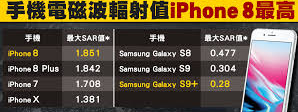 手機電磁波輻射值iPhone 8最高
手機 最大SAR值* 手機 最大SAR值*
iPhone 8 1.851 Samsung Galaxy S8 0.477
iPhone 8 Plus 1.842 Samsung Galaxy S9 0.304
iPhone 7 1.708 Samsung Galaxy S9+ 0.28
iPhone X 1.381